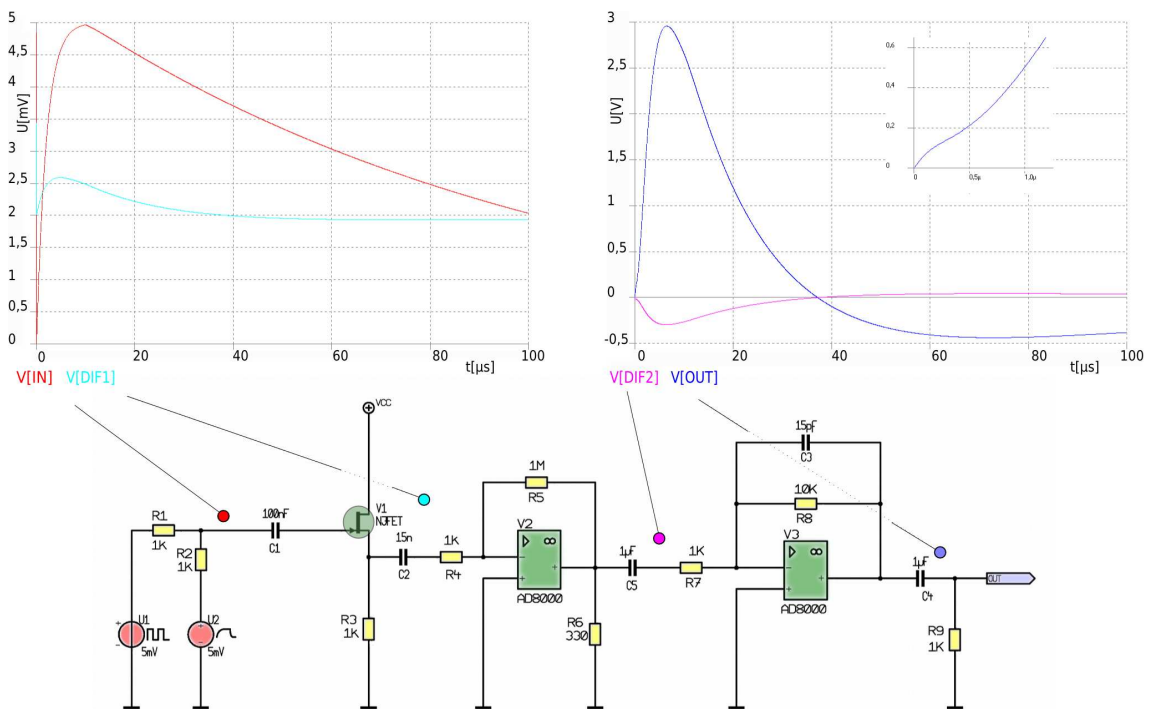 5
4,5
4
3,5
3
2,5
2
1,5
1
0,5
0
U[mV]
0
20
40
60
80
100
t[µs]
V[IN] V[DIF1]
3
2,5
2
1,5
1
0,5
0
-0,5
U[V]
0,6
0,4
0,2
0
0
0,5µ
1,0µ
0
20
40
60
80
100
t[µs]
V[DIF2] V[OUT]
VCC
R1
1K
R2
1K
100nF
C1
V1
NJFET
15n
C2
1K
R4
1M
R5
V2
AD8000
R3
1K
R6
330
1µF
C5
1K
R7
15pF
C3
10K
R8
V3
AD8000
1µF
C4
OUT
R9
1K
U1
5mV
U2
5mV